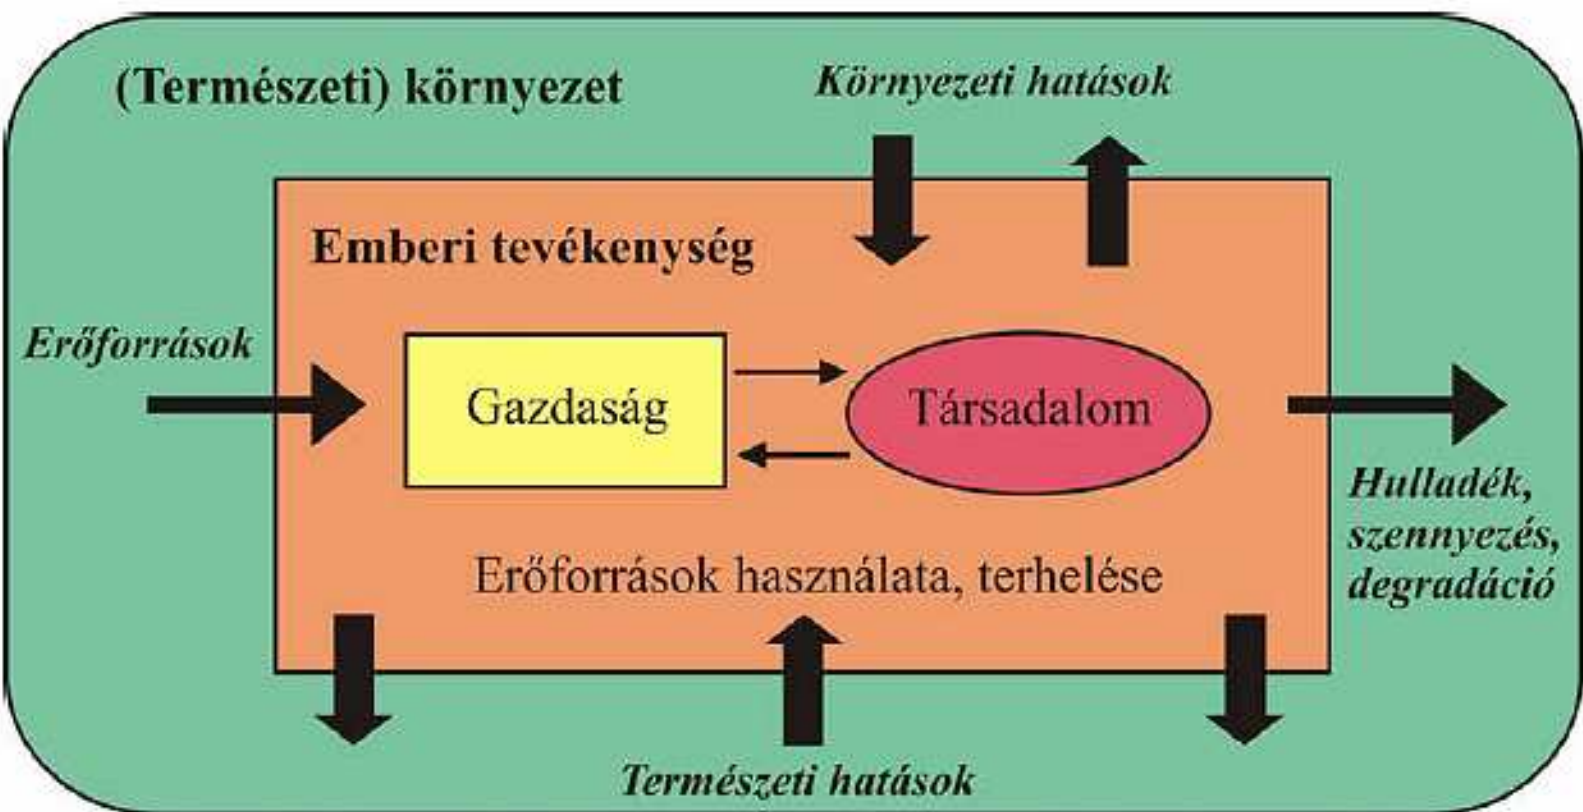 (Természeti) környezet
Környezeti hatások
Emberi tevékenység
Erőforrások
Gazdaság
Társadalom
Hulladék,
szennyezés,
degradáció
Erőforrások használata, terhelése
Természeti hatások